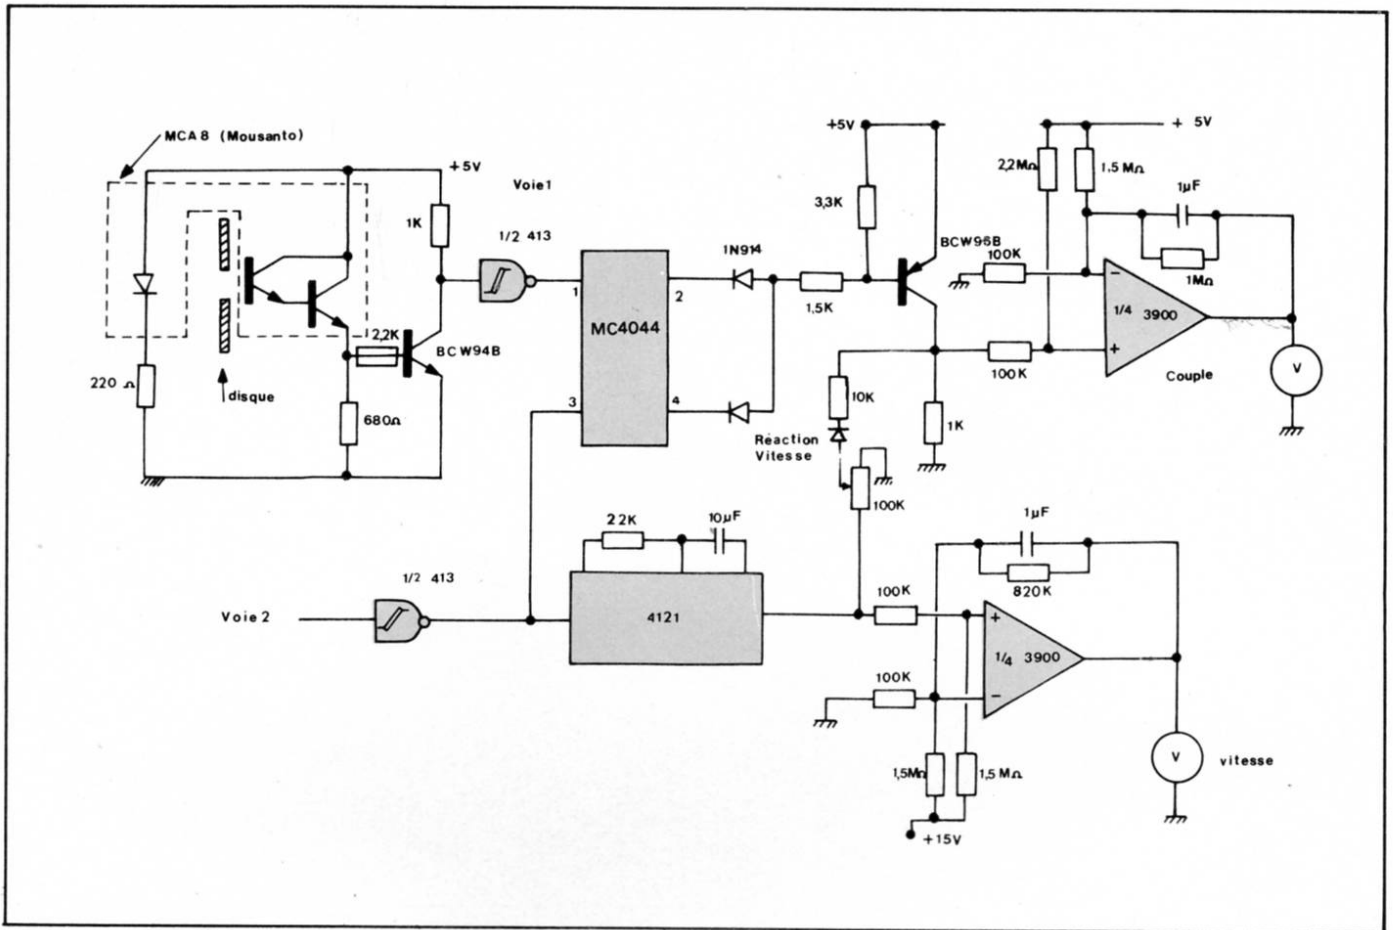 MCA8 (Mousanto)
+5V
Voie1
1K
1/2 413
220 Ω
disque
2,2K
BCW94B
680Ω
1
2
3
4
MC4044
1N914
1,5K
+5V
3,3K
BCW96B
100K
2,2MΩ
+ 5V
1,5 MΩ
1µF
1MΩ
−
+
1/4 3900
Couple
V
100K
10K
1K
Réaction
Vitesse
100K
22K
10µF
4121
Voie 2
1/2 413
100K
100K
1µF
820K
+
−
1/4 3900
V
vitesse
1,5MΩ
1,5 MΩ
+15V